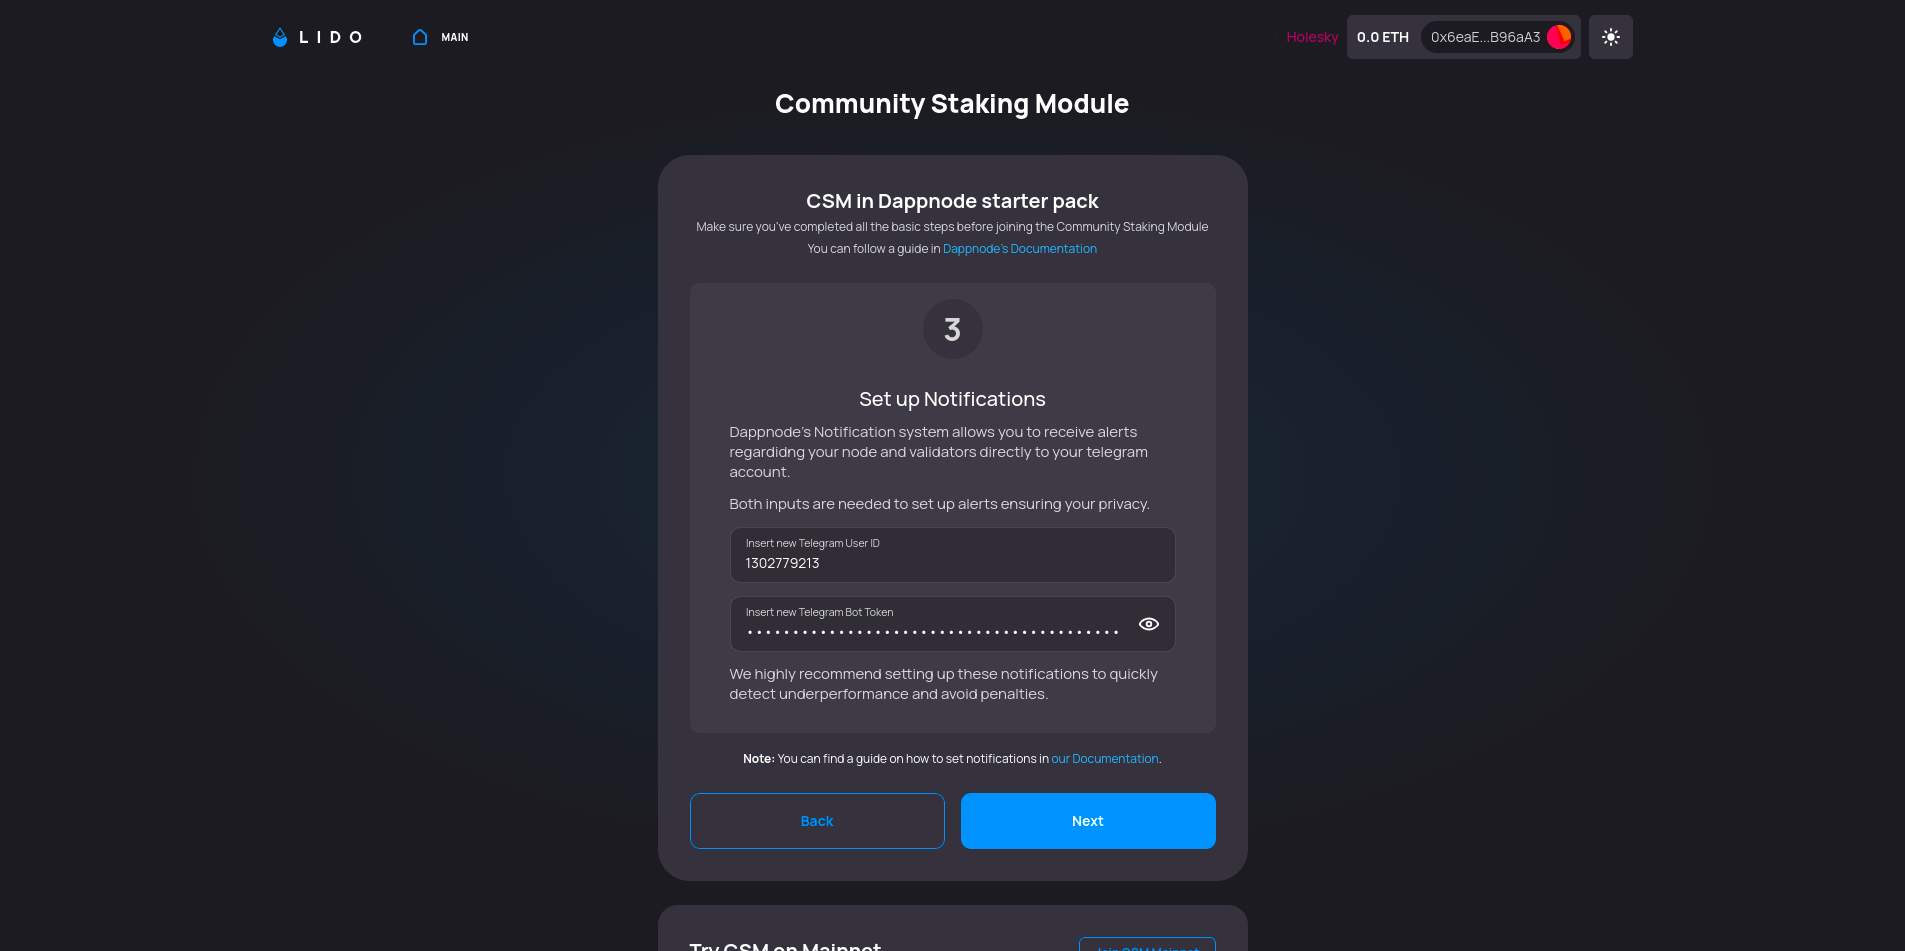 LIDO
MAIN
Holesky
0.0 ETH
0x6eaE...B96aA3
Community Staking Module
CSM in Dappnode starter pack
Make sure you've completed all the basic steps before joining the Community Staking Module
You can follow a guide in Dappnode's Documentation
3
Set up Notifications
Dappnode's Notification system allows you to receive alerts
regardidng your node and validators directly to your telegram
account.
Both inputs are needed to set up alerts ensuring your privacy.
Insert new Telegram User ID
1302779213
Insert new Telegram Bot Token
•••••••••••••••••••••••••••••••••••••••••
We highly recommend setting up these notifications to quickly
detect underperformance and avoid penalties.
Note: You can find a guide on how to set notifications in our Documentation.
Back
Next
Try CSM on Mainnet
Join CSM Mainnet